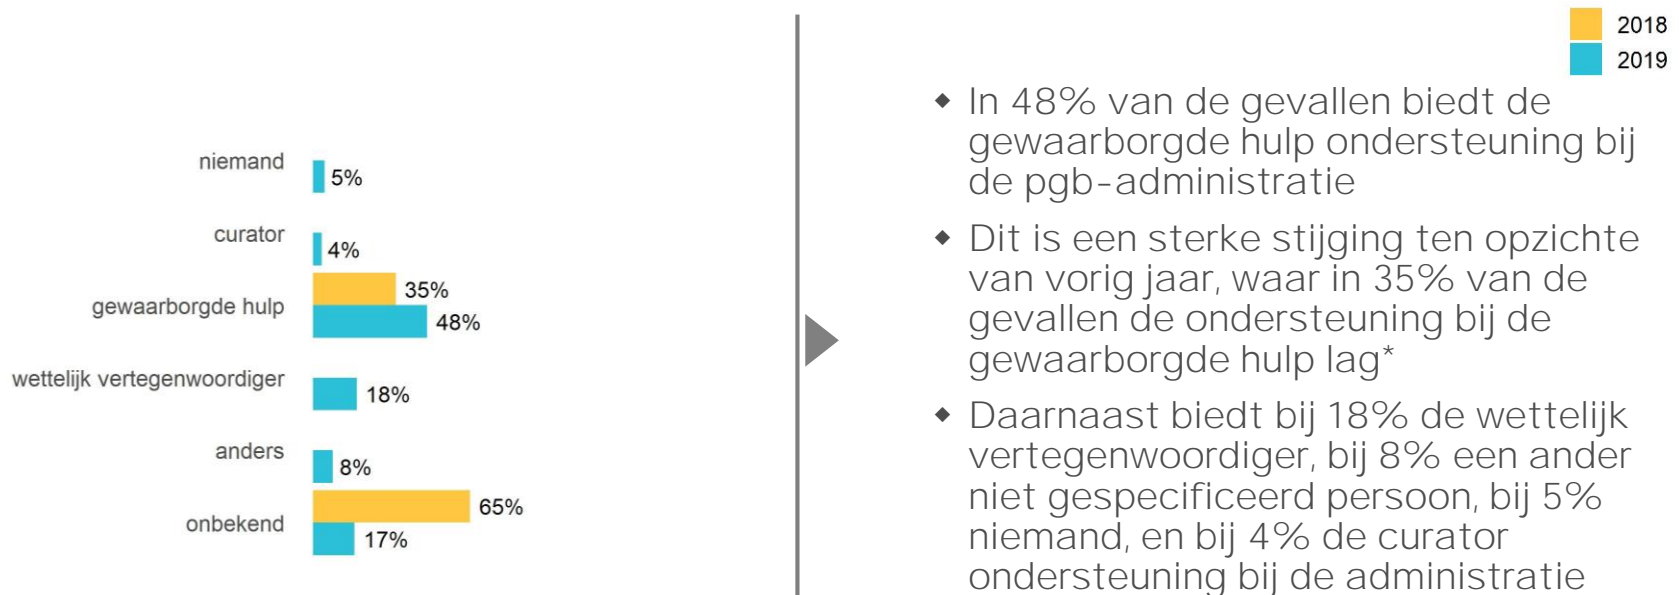 niemand
5%
curator
4%
gewaarborgde hulp
35%
48%
wettelijk vertegenwoordiger
18%
anders
8%
onbekend
65%
17%
2018
2019
◆ In 48% van de gevallen biedt de
gewaarborgde hulp ondersteuning bij
de pgb-administratie
◆ Dit is een sterke stijging ten opzichte
van vorig jaar, waar in 35% van de
gevallen de ondersteuning bij de
gewaarborgde hulp lag*
◆ Daarnaast biedt bij 18% de wettelijk
vertegenwoordiger, bij 8% een ander
niet gespecificeerd persoon, bij 5%
niemand, en bij 4% de curator
ondersteuning bij de administratie